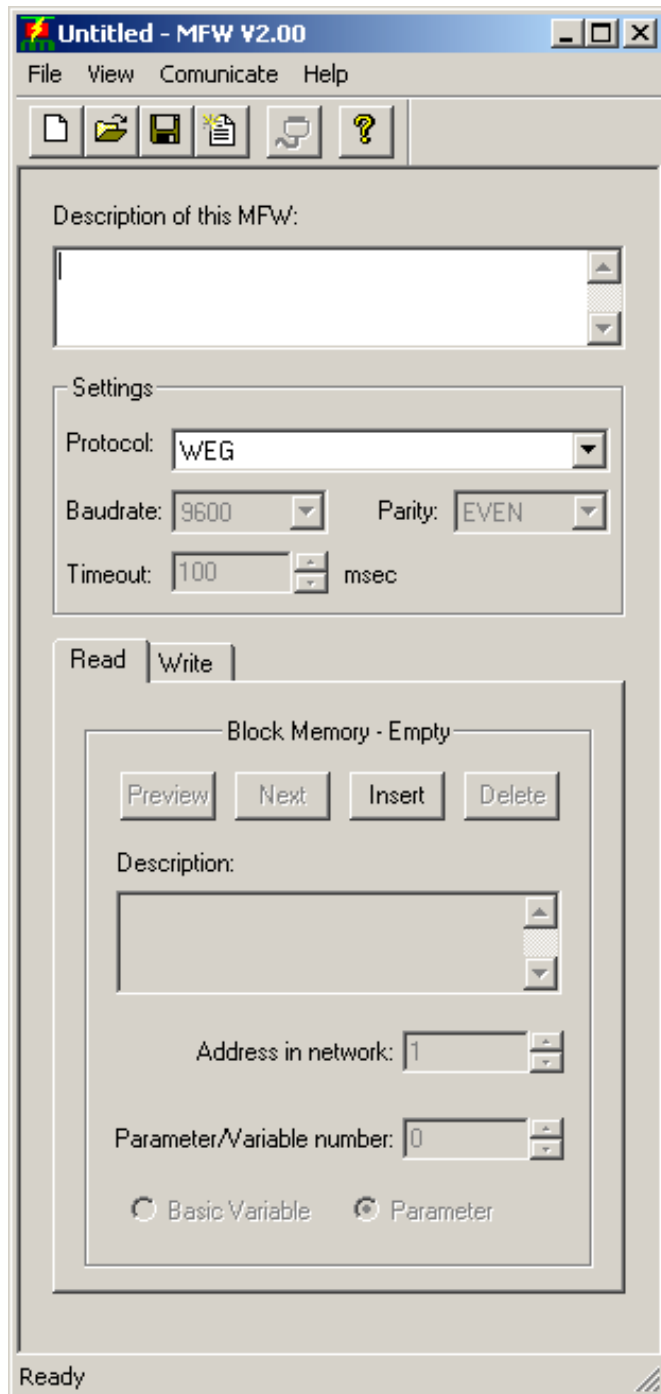 Untitled - MFW V2.00
File View Comunicate Help
Description of this MFW:
Settings
Protocol: WEG
Baudrate: 9600 Parity: EVEN
Timeout: 100 msec
Read Write
Block Memory - Empty
Preview Next Insert Delete
Description:
Address in network: 1
Parameter/Variable number: 0
Basic Variable Parameter
Ready